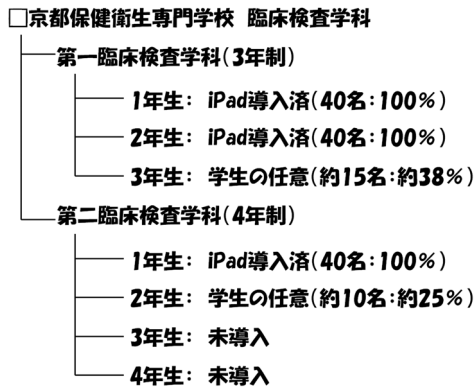 □京都保健衛生専門学校 臨床検査学科
第一臨床検査学科(3年制)
1年生: iPad導入済(40名:100%)
2年生: iPad導入済(40名:100%)
3年生: 学生の任意(約15名:約38%)
第二臨床検査学科(4年制)
1年生: iPad導入済(40名:100%)
2年生: 学生の任意(約10名:約25%)
3年生: 未導入
4年生: 未導入